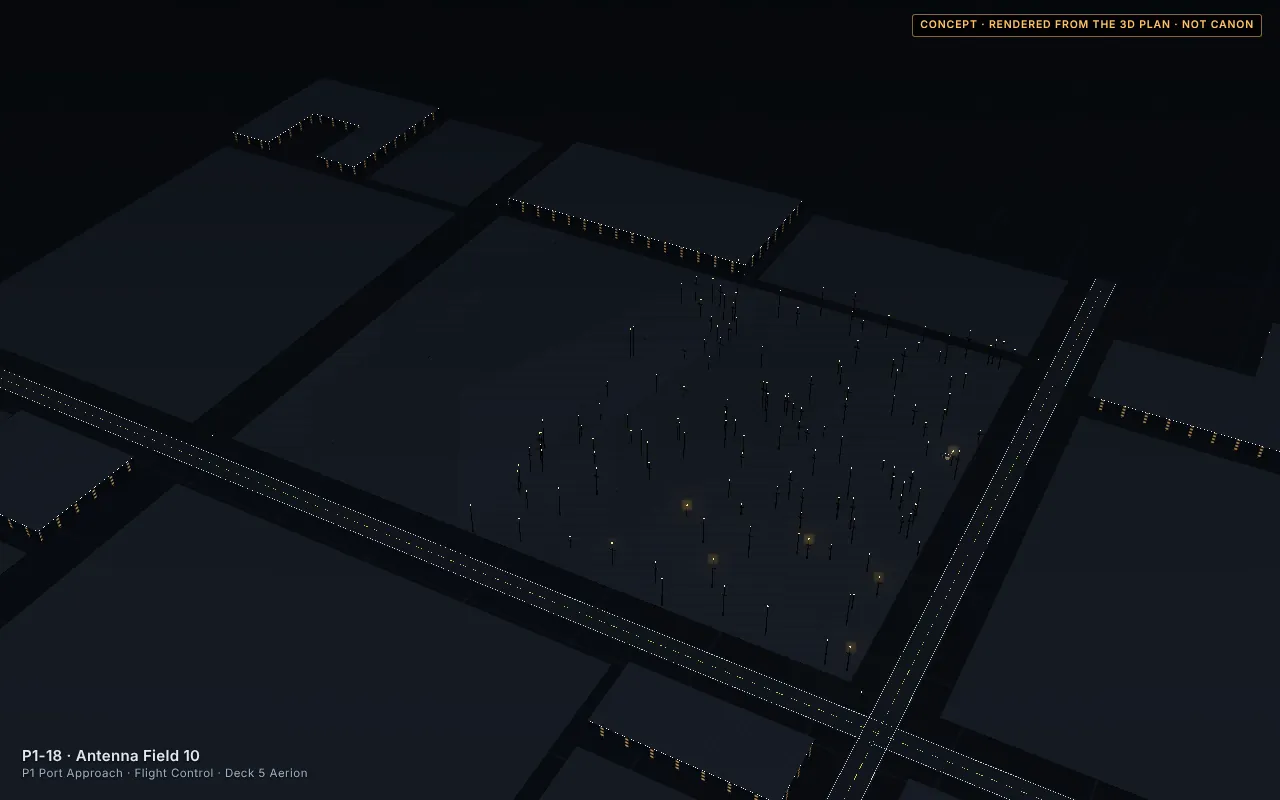 CONCEPT · RENDERED FROM THE 3D PLAN · NOT CANON
P1-18 · Antenna Field 10
P1 Port Approach · Flight Control · Deck 5 Aerion